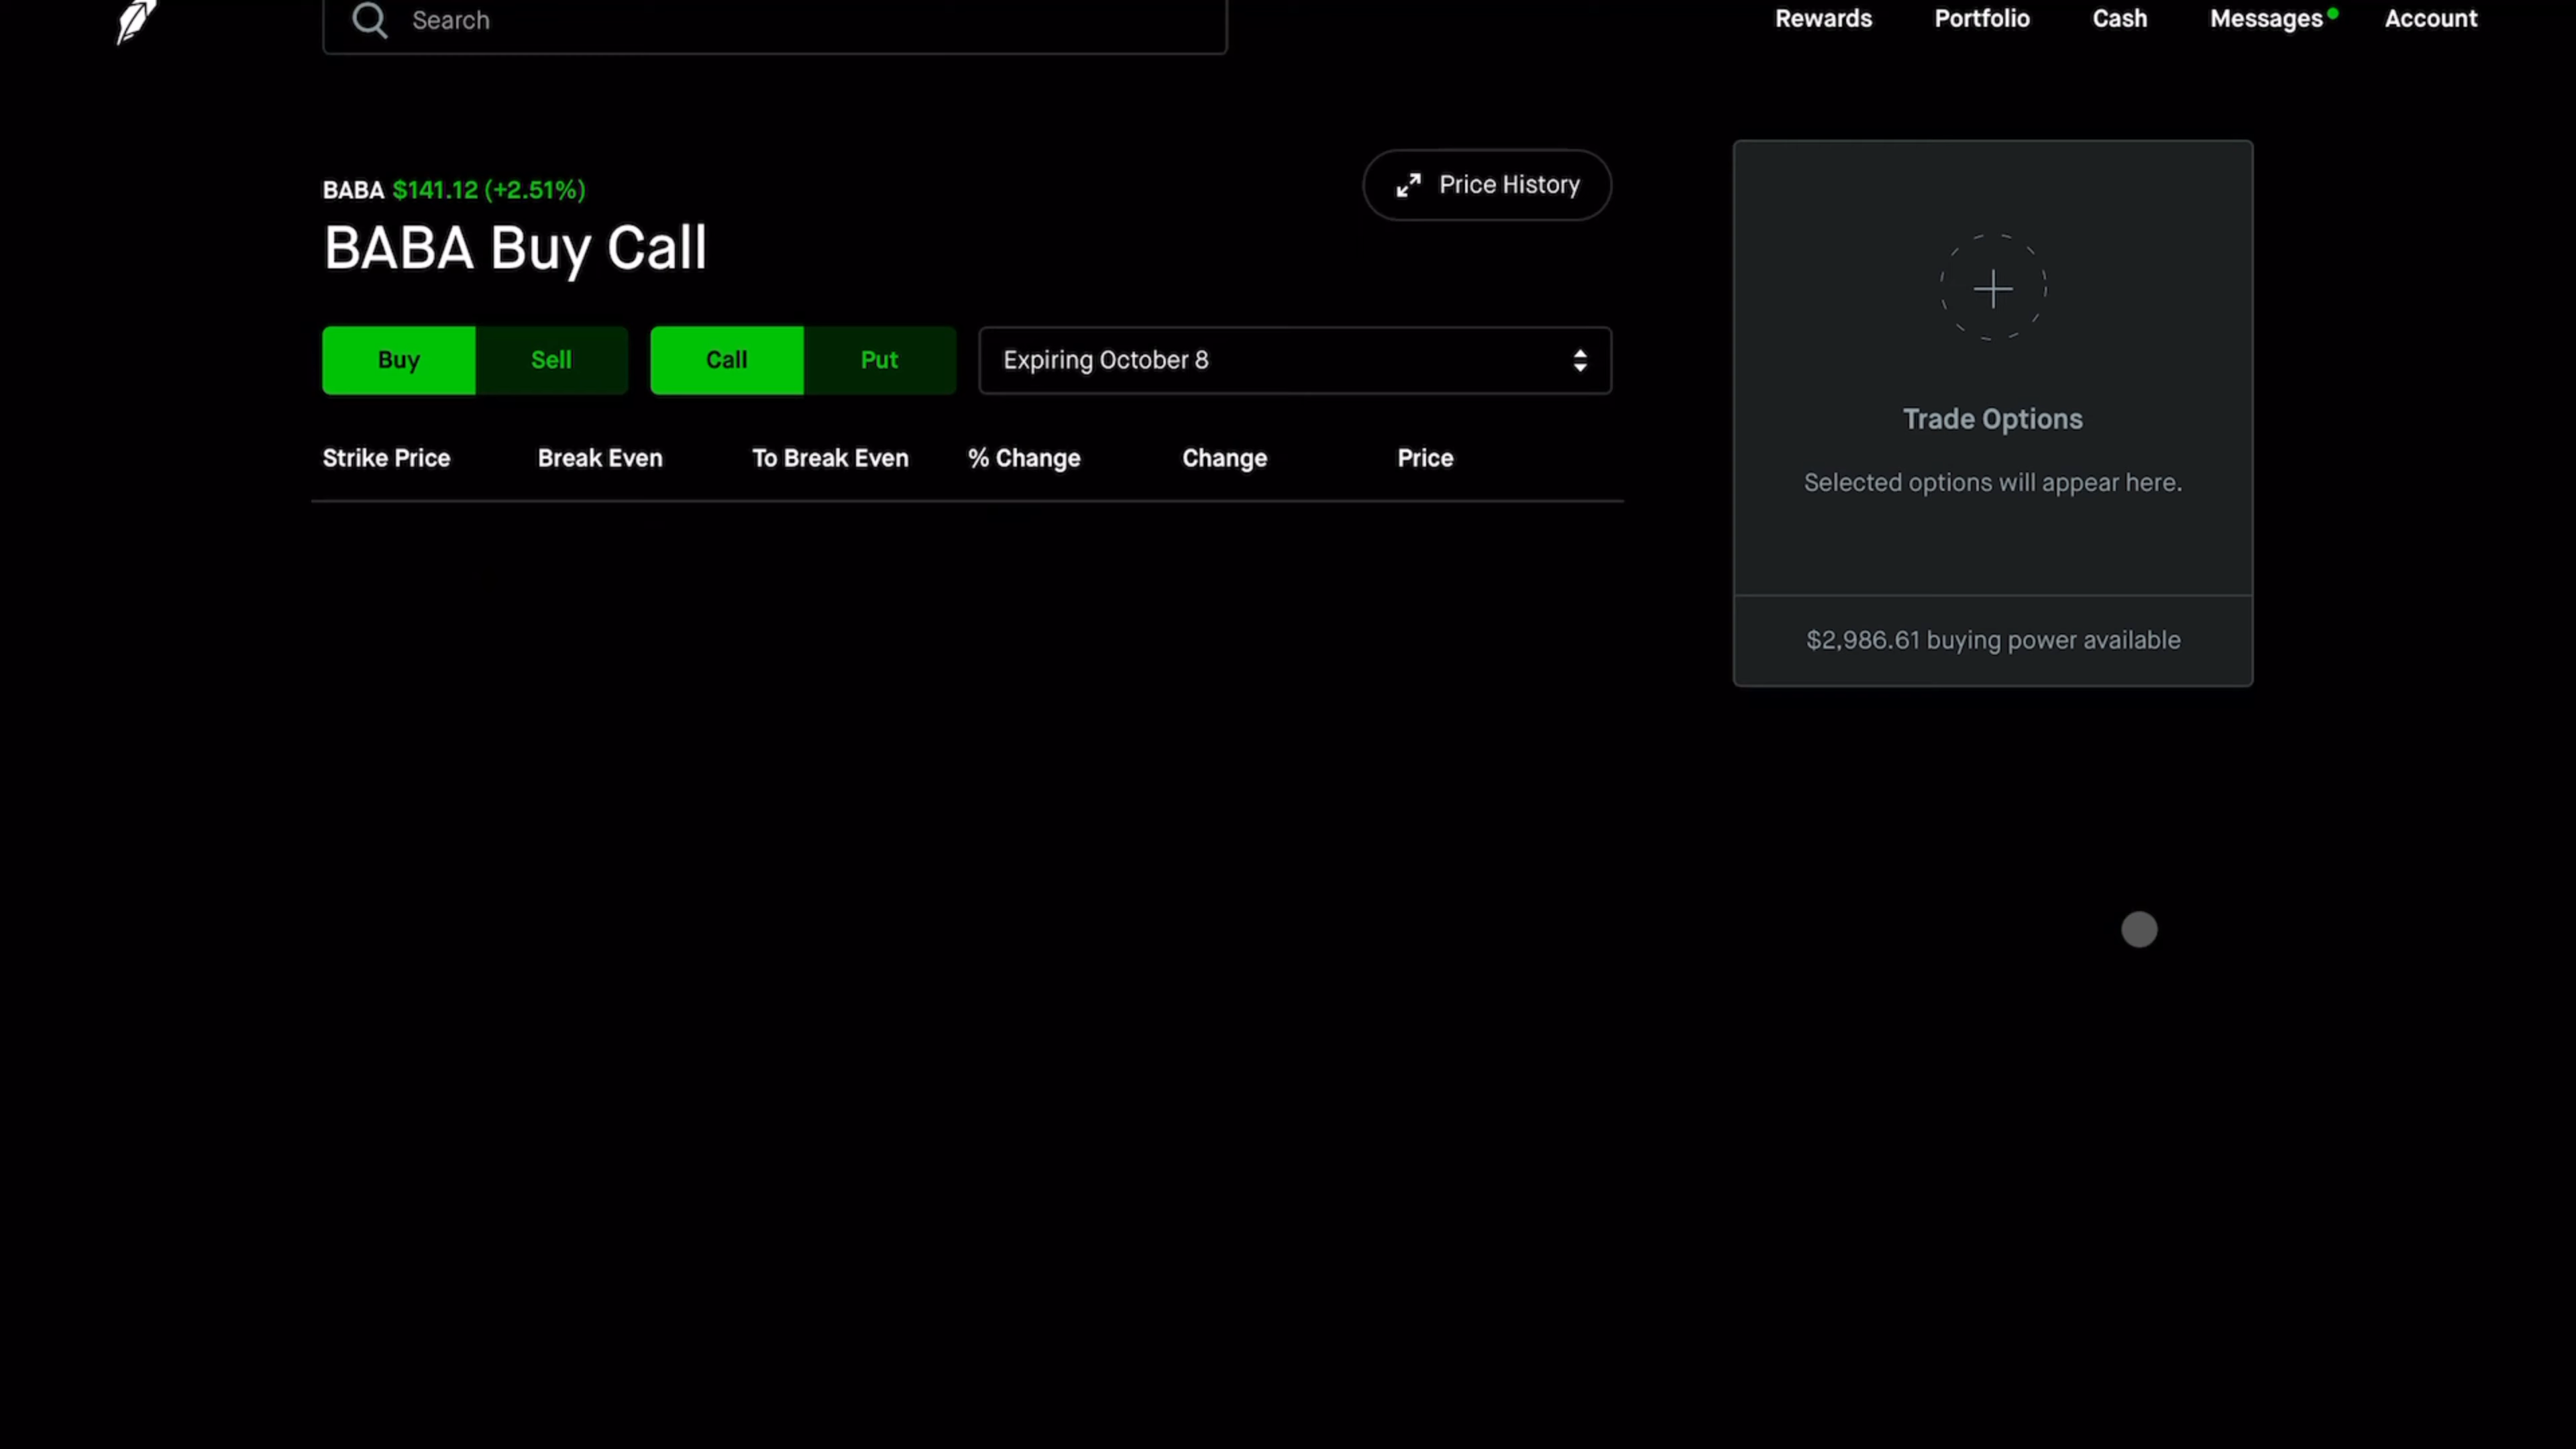 Search
Rewards Portfolio Cash Messages Account
BABA $141.12 (+2.51%)
Price History
BABA Buy Call
Buy Sell Call Put Expiring October 8
Strike Price Break Even To Break Even % Change Change Price
Trade Options
Selected options will appear here.
$2,986.61 buying power available